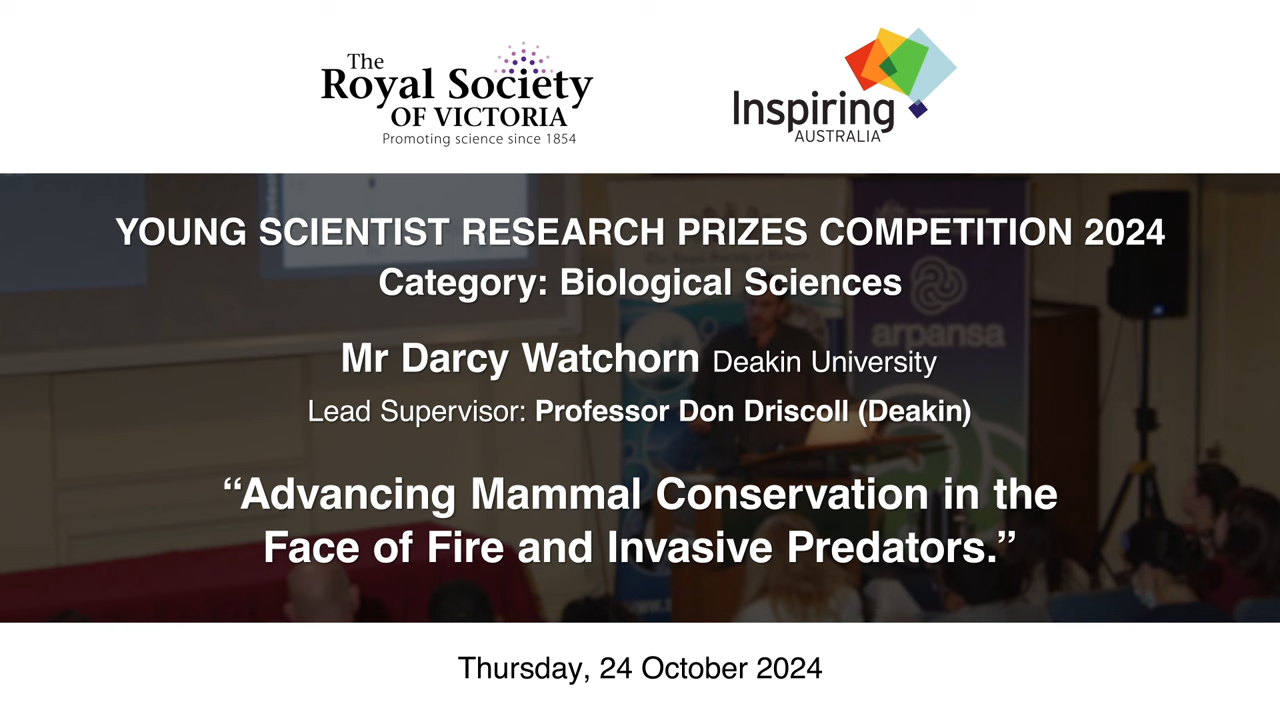 The
Royal Society
OF VICTORIA
Promoting science since 1854
Inspiring
AUSTRALIA
YOUNG SCIENTIST RESEARCH PRIZES COMPETITION 2024
Category: Biological Sciences
arpansa
Mr Darcy Watchorn Deakin University
Lead Supervisor: Professor Don Driscoll (Deakin)
“Advancing Mammal Conservation in the
Face of Fire and Invasive Predators.”
Thursday, 24 October 2024